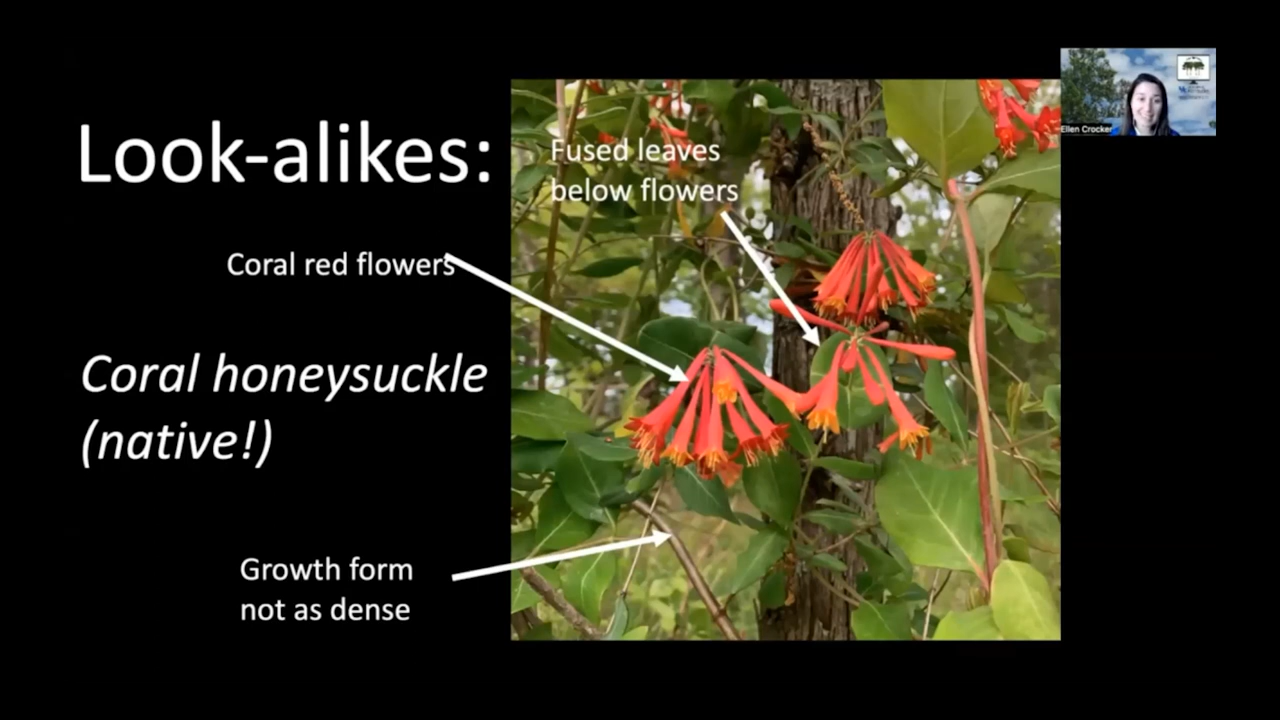 Look-alikes:
Fused leaves
below flowers
Coral red flowers
Coral honeysuckle
(native!)
Growth form
not as dense
Ellen Crocker